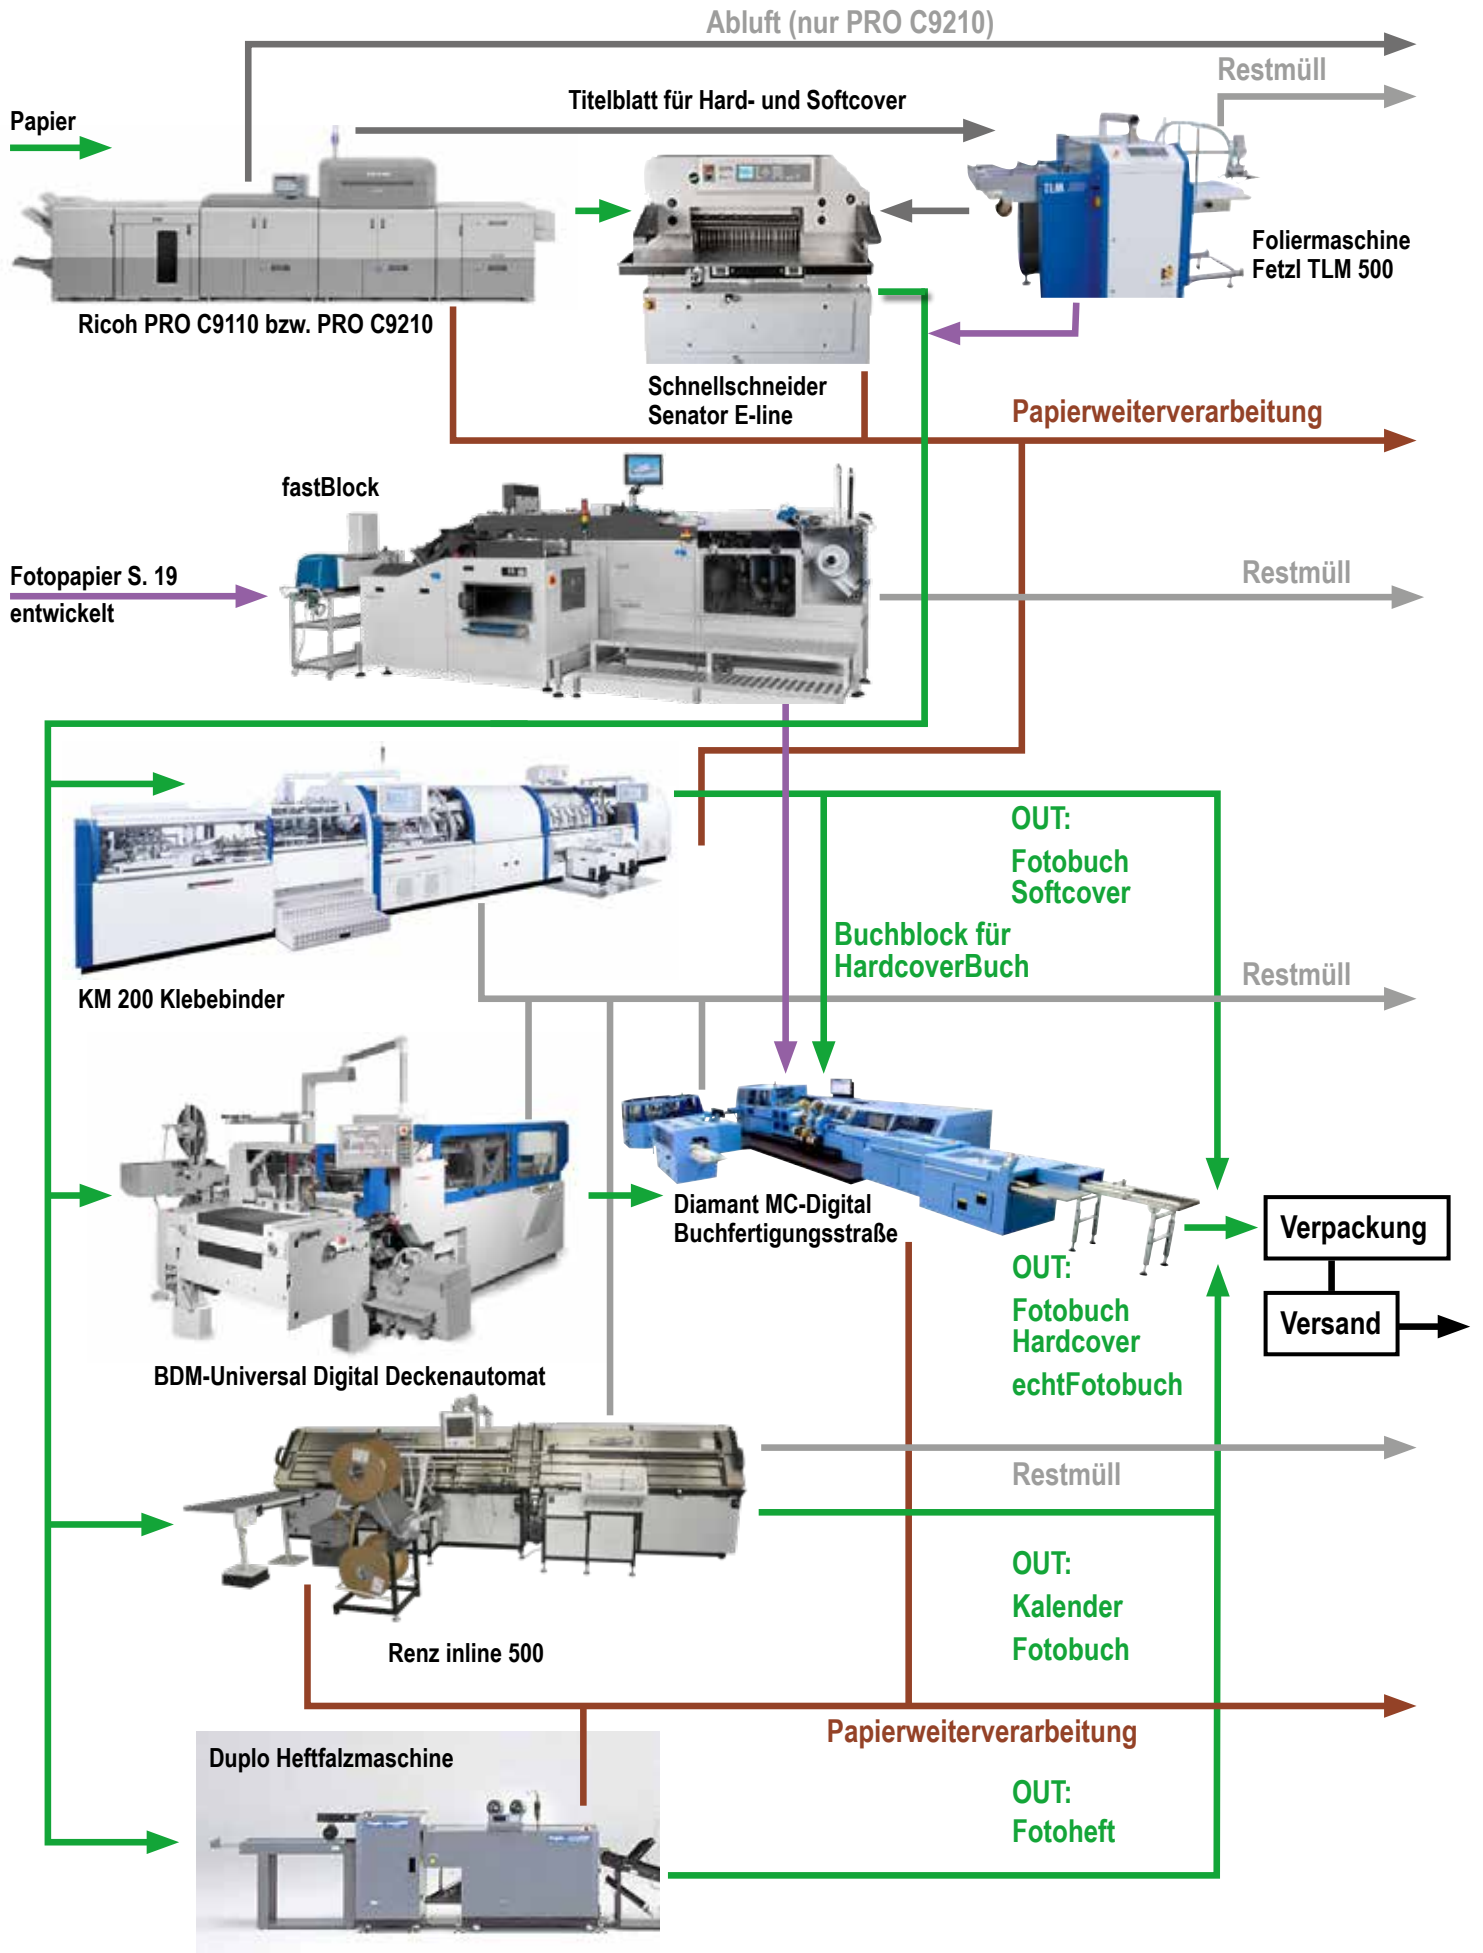 Abluft (nur PRO C9210)
Restmüll
Titelblatt für Hard- und Softcover
Papier
TLM
Foliermaschine
Fetzl TLM 500
Ricoh PRO C9110 bzw. PRO C9210
Schnellschneider
Senator E-line
Papierweiterverarbeitung
fastBlock
Fotopapier S. 19
entwickelt
Restmüll
OUT:
Fotobuch
Softcover
Buchblock für
HardcoverBuch
Restmüll
KM 200 Klebebinder
Diamant MC-Digital
Buchfertigungsstraße
Verpackung
OUT:
Fotobuch
Hardcover
echtFotobuch
Versand
BDM-Universal Digital Deckenautomat
Restmüll
OUT:
Kalender
Fotobuch
Renz inline 500
Papierweiterverarbeitung
Duplo Heftfalzmaschine
OUT:
Fotoheft